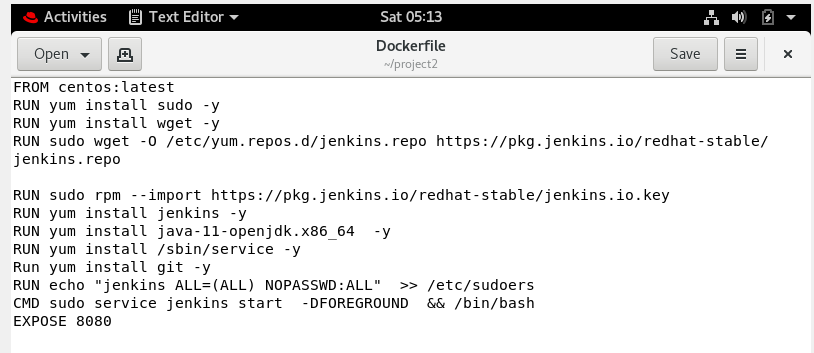 Activities Text Editor Sat 05:13
Open Dockerfile Save
~/project2
FROM centos:latest
RUN yum install sudo -y
RUN yum install wget -y
RUN sudo wget -O /etc/yum.repos.d/jenkins.repo https://pkg.jenkins.io/redhat-stable/
jenkins.repo
RUN sudo rpm --import https://pkg.jenkins.io/redhat-stable/jenkins.io.key
RUN yum install jenkins -y
RUN yum install java-11-openjdk.x86_64  -y
RUN yum install /sbin/service -y
Run yum install git -y
RUN echo "jenkins ALL=(ALL) NOPASSWD:ALL"  >> /etc/sudoers
CMD sudo service jenkins start  -DFOREGROUND  && /bin/bash
EXPOSE 8080